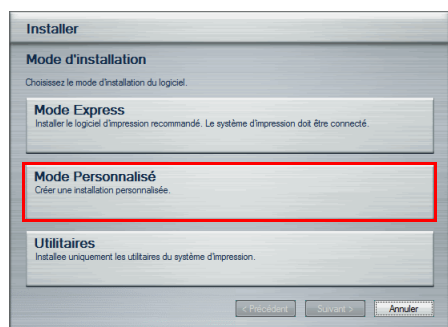 Installer
Mode d'installation
Choisissez le mode d'installation du logiciel.
Mode Express
Installer le logiciel d'impression recommandé. Le système d'impression doit être connecté.
Mode Personnalisé
Créer une installation personnalisée.
Utilitaires
Installee uniquement les utilitaires du système d'impression.
< Précédent
Suivant >
Annuler